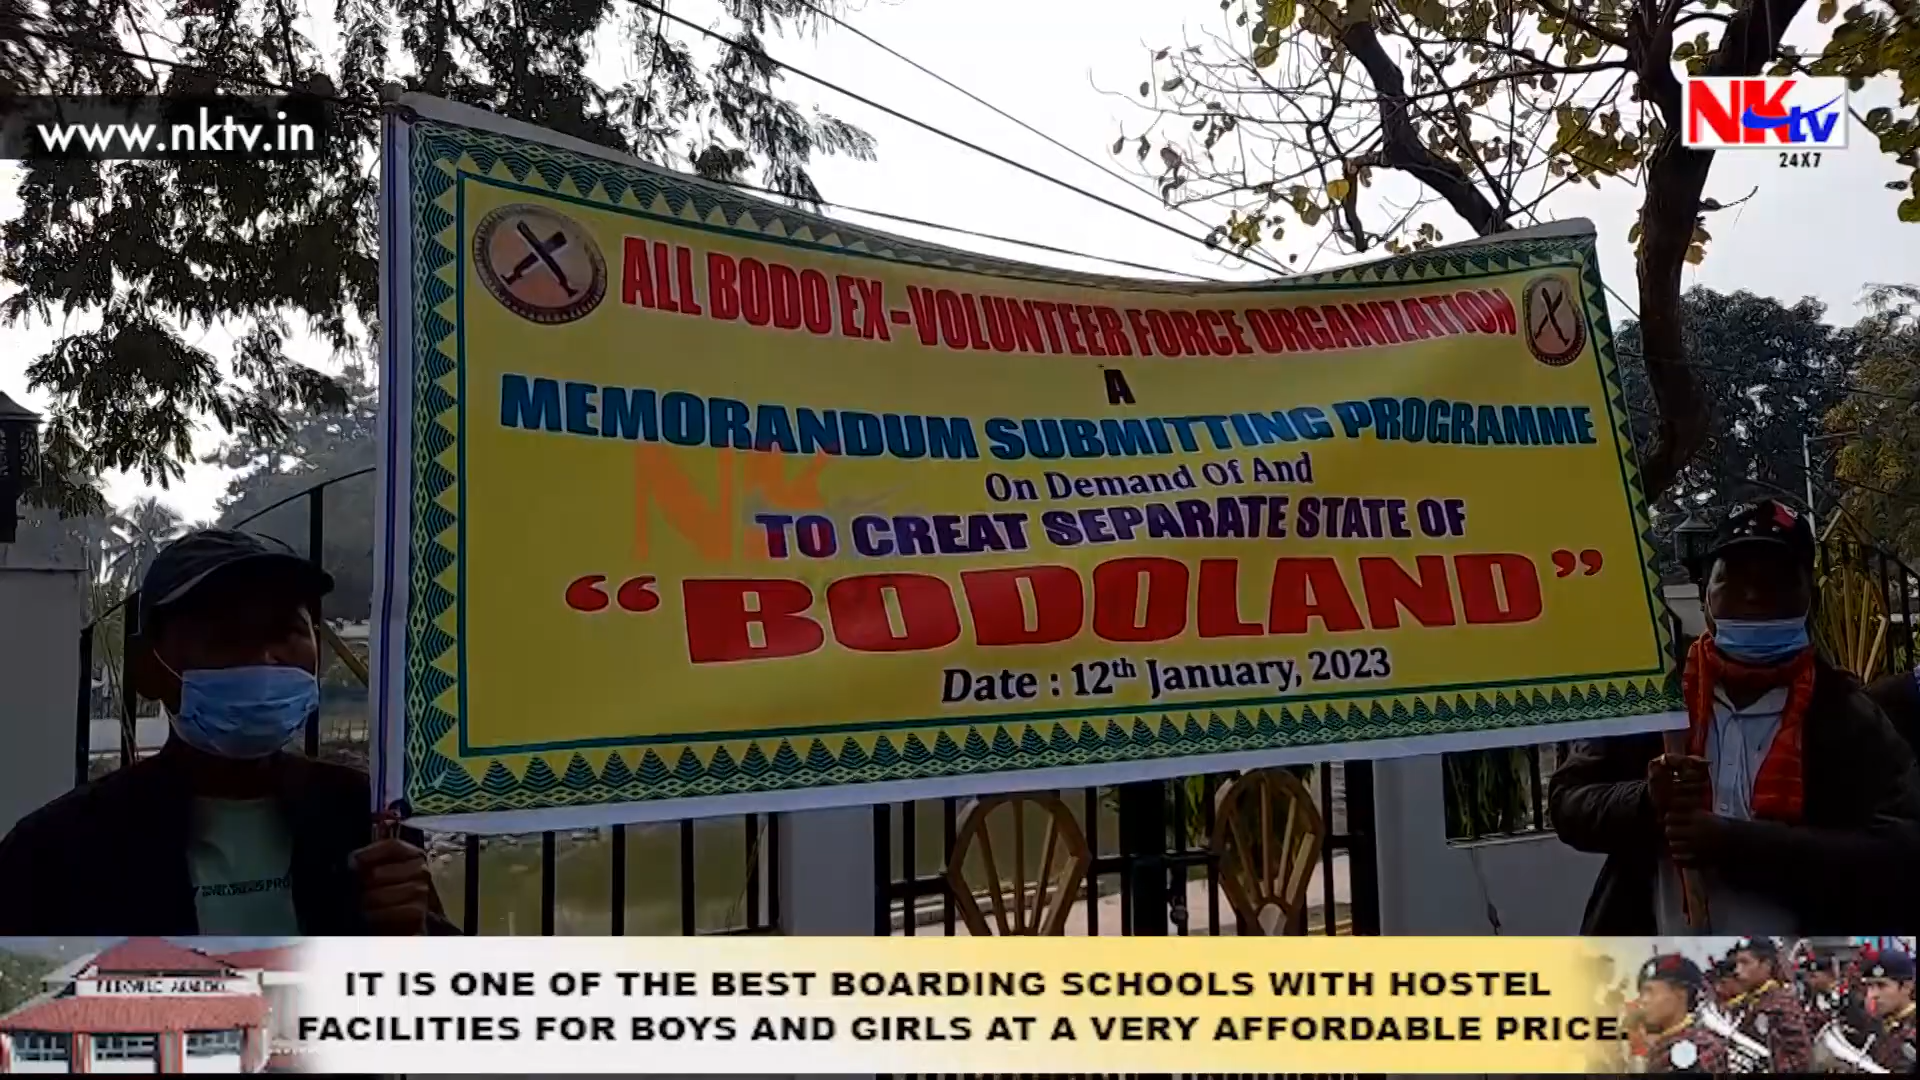 www.nktv.in
NKtv
24X7
ALL BODO EX-VOLUNTEER FORCE ORGANIZATION
A
MEMORANDUM SUBMITTING PROGRAMME
On Demand Of And
TO CREAT SEPARATE STATE OF
“BODOLAND”
Date : 12th January, 2023
IT IS ONE OF THE BEST BOARDING SCHOOLS WITH HOSTEL
FACILITIES FOR BOYS AND GIRLS AT A VERY AFFORDABLE PRICE.